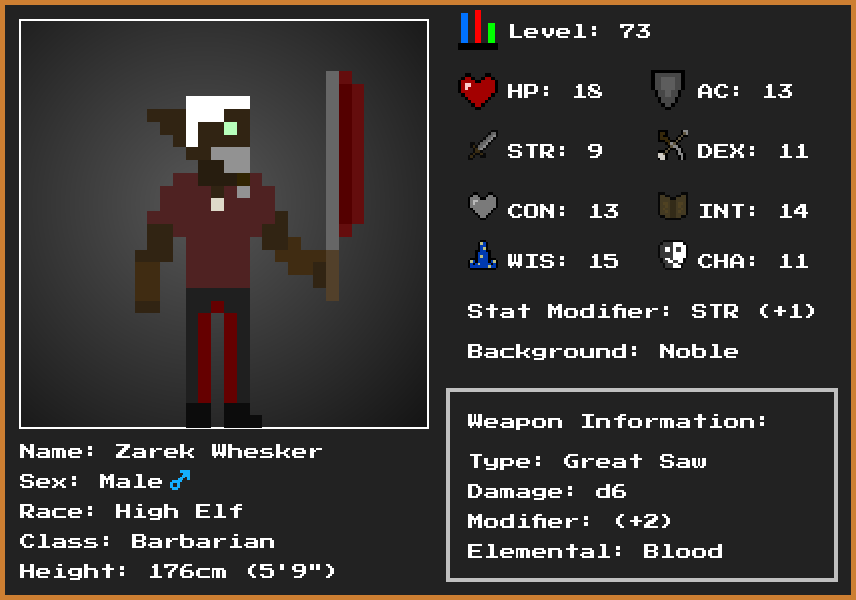 Level: 73
HP: 18 AC: 13
STR: 9 DEX: 11
CON: 13 INT: 14
WIS: 15 CHA: 11
Stat Modifier: STR (+1)
Background: Noble
Weapon Information:
Type: Great Saw
Damage: d6
Modifier: (+2)
Elemental: Blood
Name: Zarek Whesker
Sex: Male ♂
Race: High Elf
Class: Barbarian
Height: 176cm (5'9")